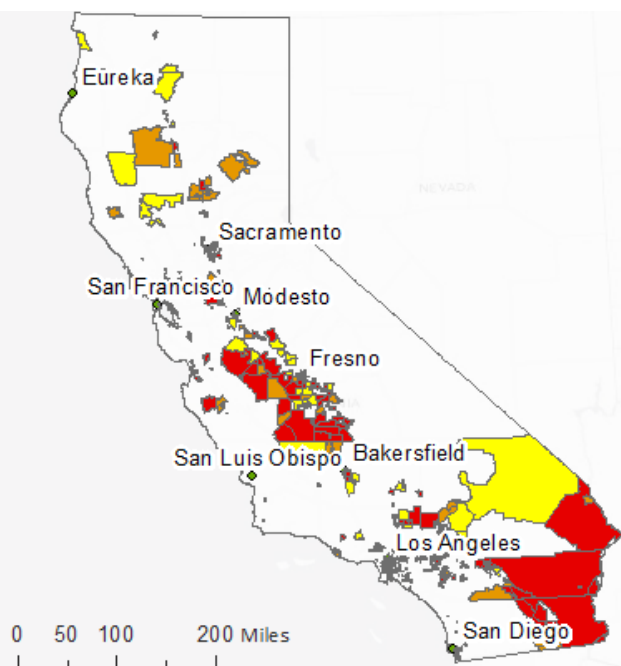 Eureka
NEVADA
Sacramento
San Francisco
Modesto
Fresno
San Luis Obispo
Bakersfield
Los Angeles
San Diego
0 50 100 200 Miles